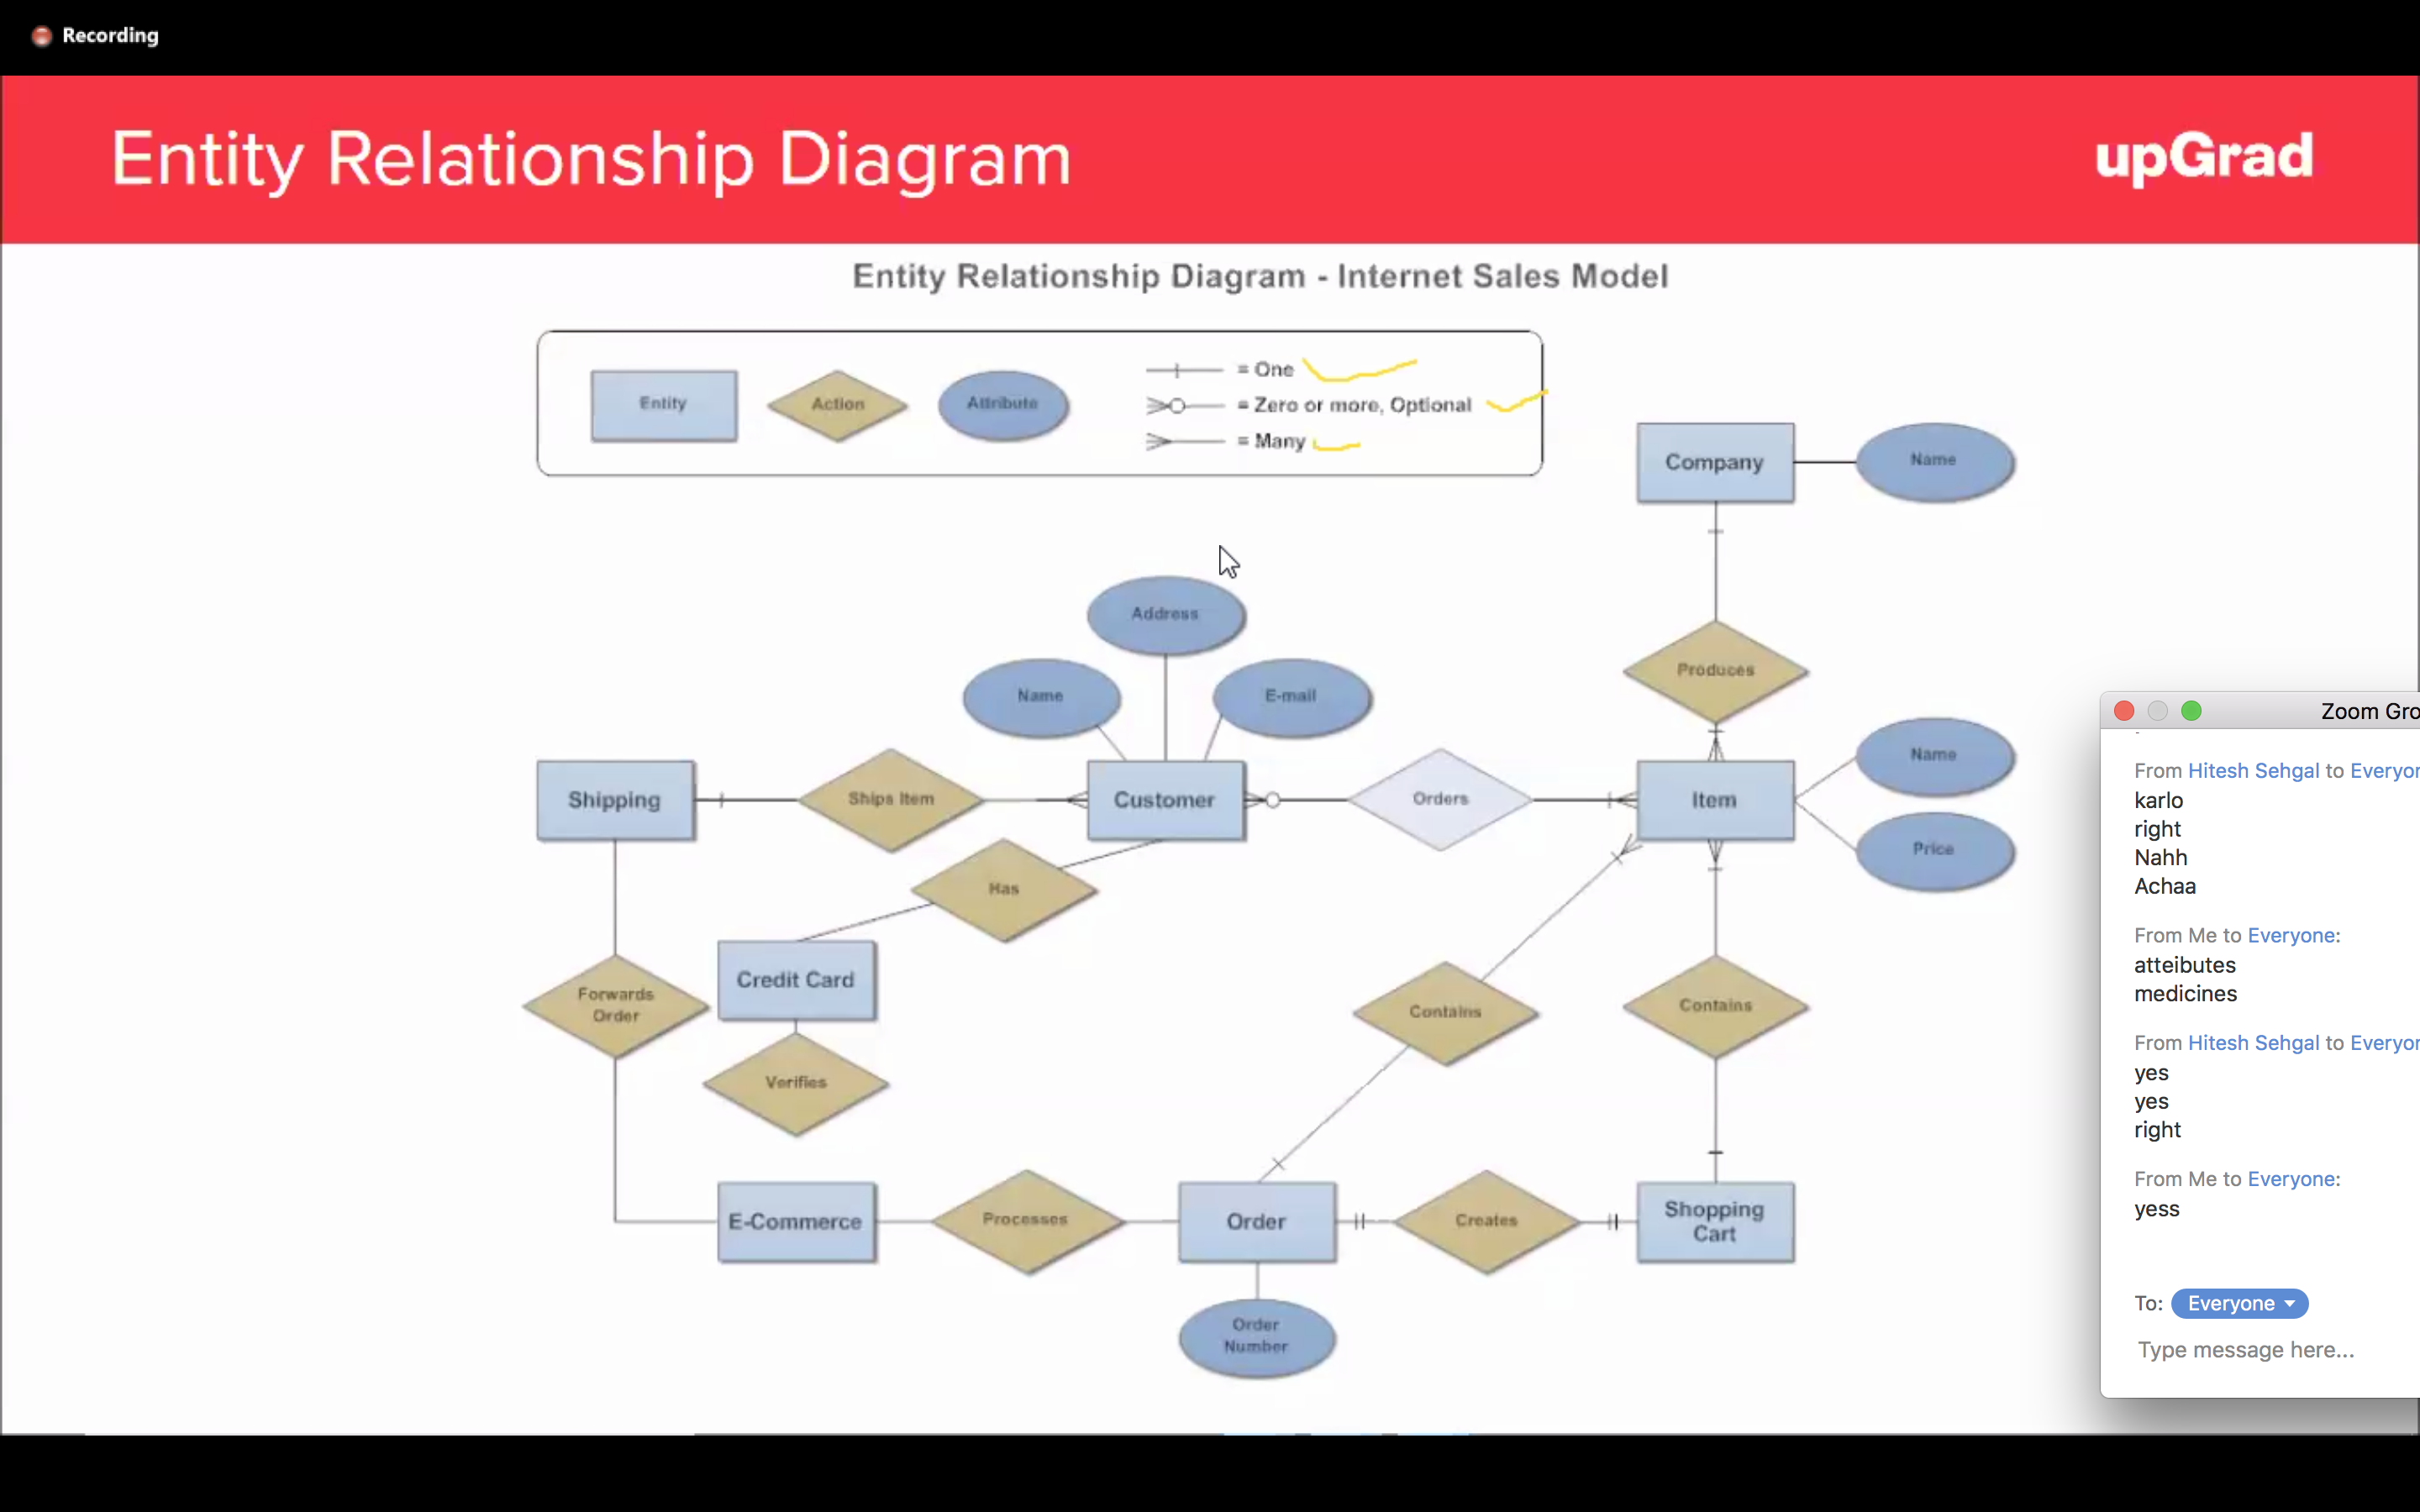 Recording
Entity Relationship Diagram
upGrad
Entity Relationship Diagram - Internet Sales Model
Entity
Action
Attribute
= One
= Zero or more, Optional
= Many
Company
Name
Produces
Address
Name
E-mail
Shipping
Ships Item
Customer
Orders
Item
Name
Price
Has
Credit Card
Forwards
Order
Verifies
Contains
Contains
E-Commerce
Processes
Order
Creates
Shopping
Cart
Order
Number
Zoom Gro
From Hitesh Sehgal to Everyor
karlo
right
Nahh
Achaa
From Me to Everyone:
atteibutes
medicines
From Hitesh Sehgal to Everyor
yes
yes
right
From Me to Everyone:
yess
To: Everyone
Type message here...